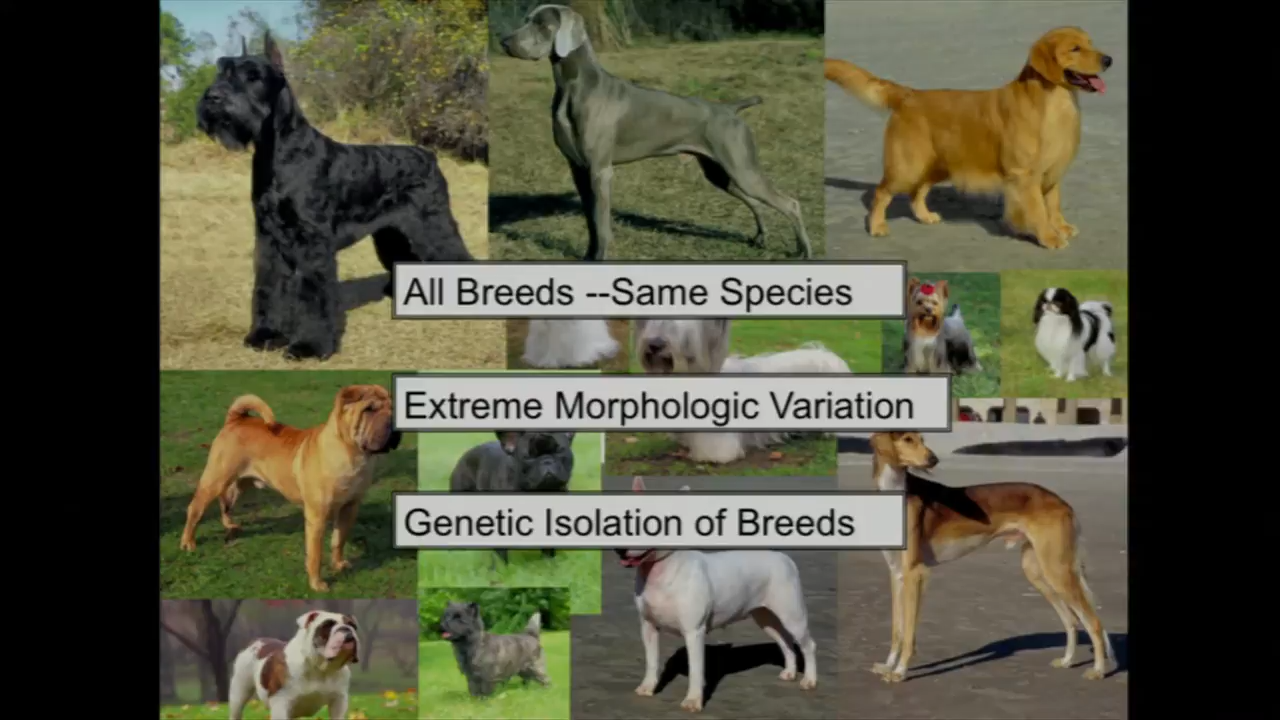 All Breeds --Same Species
Extreme Morphologic Variation
Genetic Isolation of Breeds